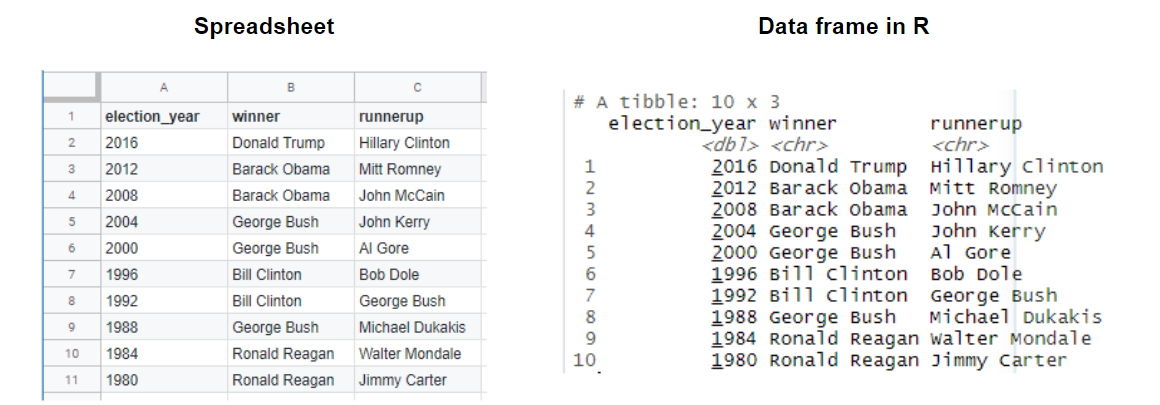 Spreadsheet
A B C
1 election_year winner runnerup
2 2016 Donald Trump Hillary Clinton
3 2012 Barack Obama Mitt Romney
4 2008 Barack Obama John McCain
5 2004 George Bush John Kerry
6 2000 George Bush Al Gore
7 1996 Bill Clinton Bob Dole
8 1992 Bill Clinton George Bush
9 1988 George Bush Michael Dukakis
10 1984 Ronald Reagan Walter Mondale
11 1980 Ronald Reagan Jimmy Carter
Data frame in R
# A tibble: 10 x 3
election_year winner runnerup
<dbl> <chr> <chr>
1 2016 Donald Trump Hillary Clinton
2 2012 Barack Obama Mitt Romney
3 2008 Barack Obama John McCain
4 2004 George Bush John Kerry
5 2000 George Bush Al Gore
6 1996 Bill Clinton Bob Dole
7 1992 Bill Clinton George Bush
8 1988 George Bush Michael Dukakis
9 1984 Ronald Reagan Walter Mondale
10 1980 Ronald Reagan Jimmy Carter